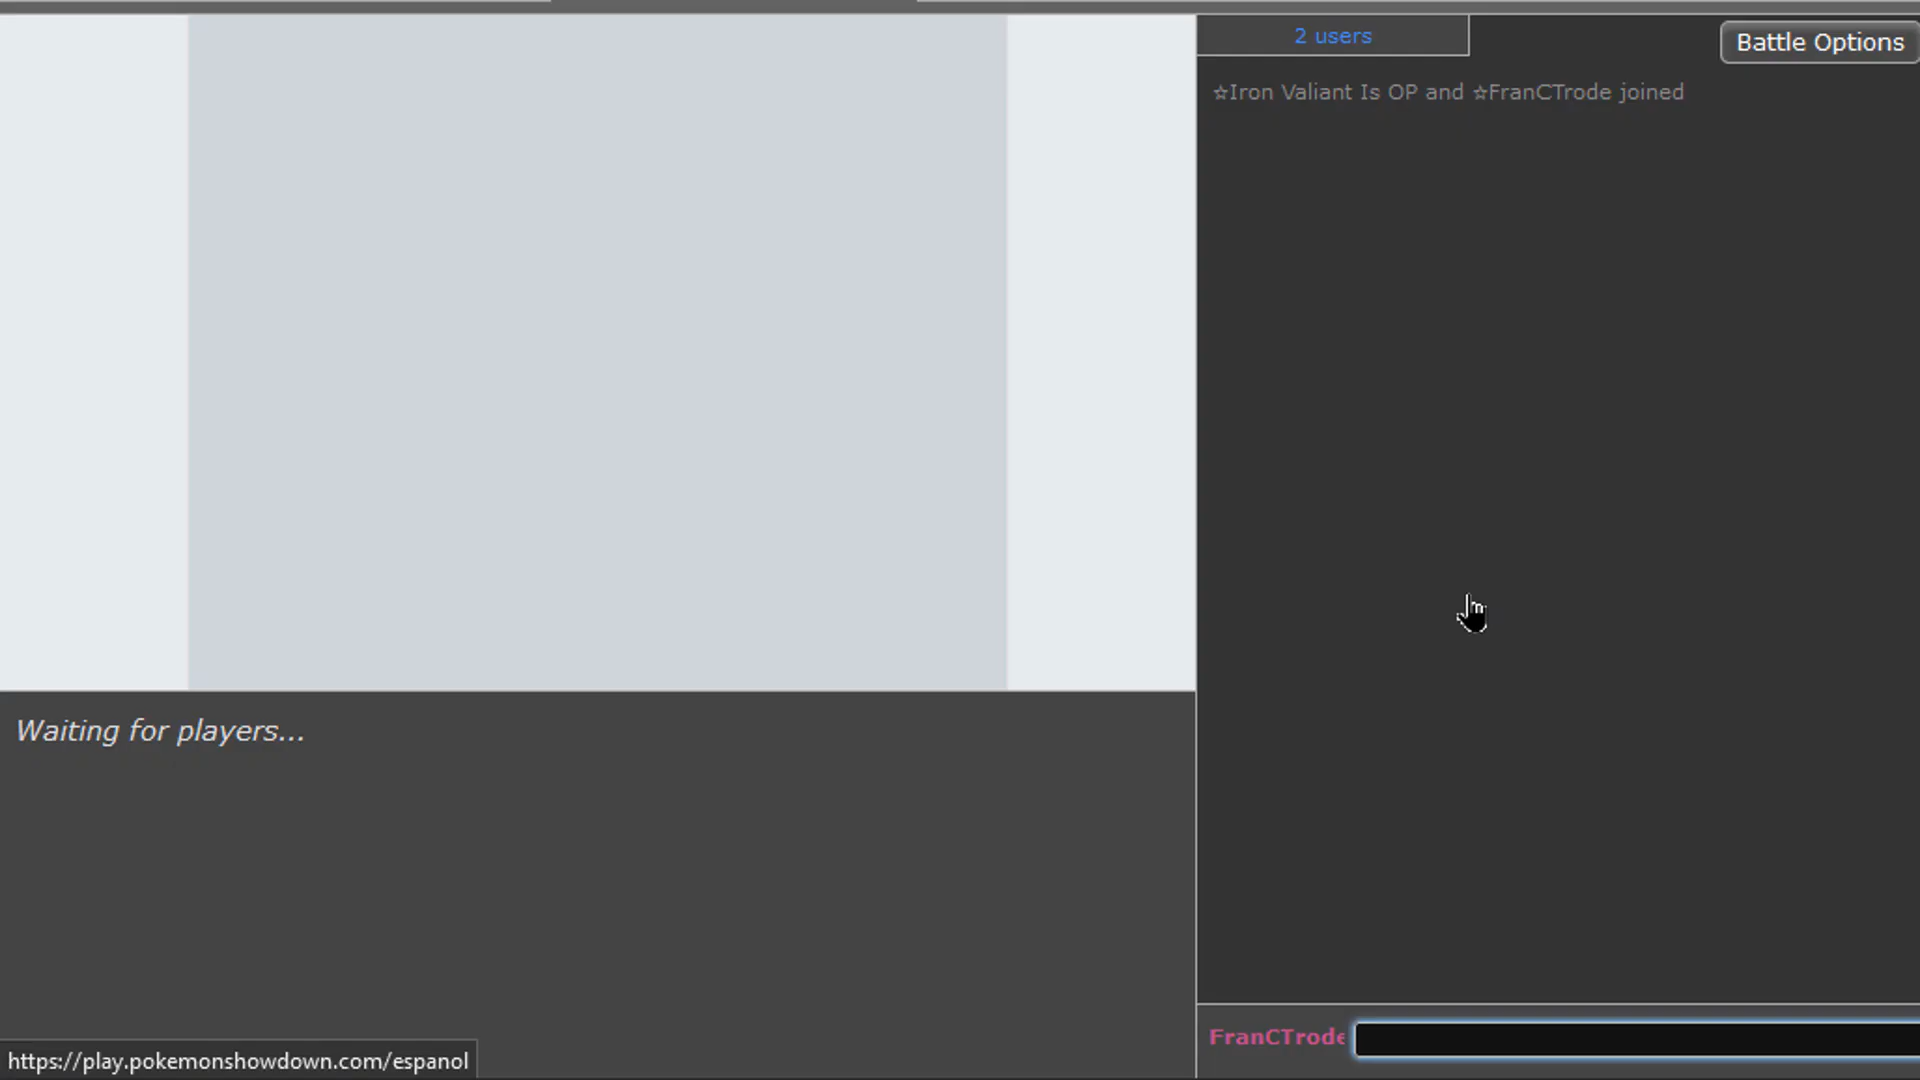 2 users
Battle Options
☆Iron Valiant Is OP and ☆FranCTrode joined
Waiting for players...
FranCTrode
https://play.pokemonshowdown.com/espanol